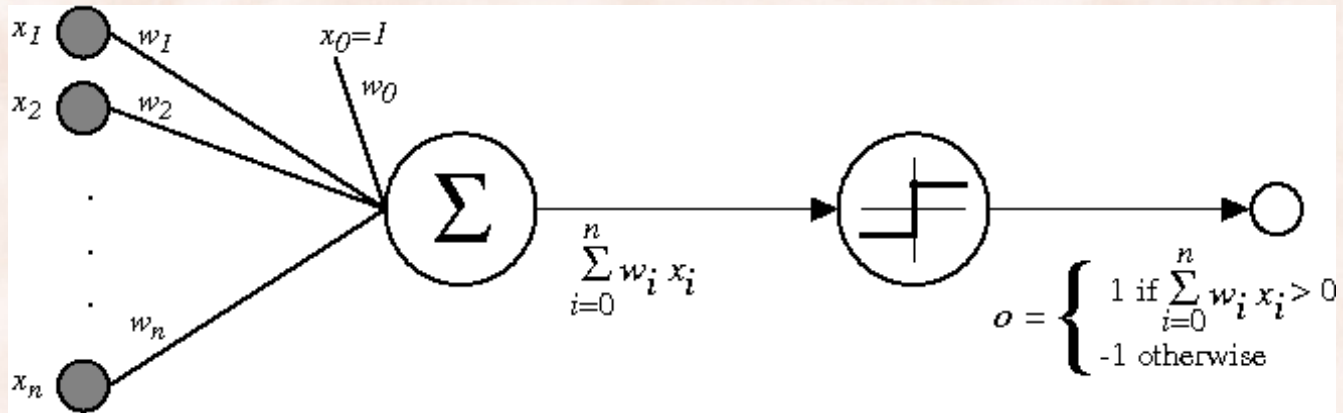 x1
w1
x0=1
w0
x2
w2
Σ
n
Σ wi xi
i=0
wn
xn
n
o = { 1 if Σ wi xi > 0
i=0
-1 otherwise